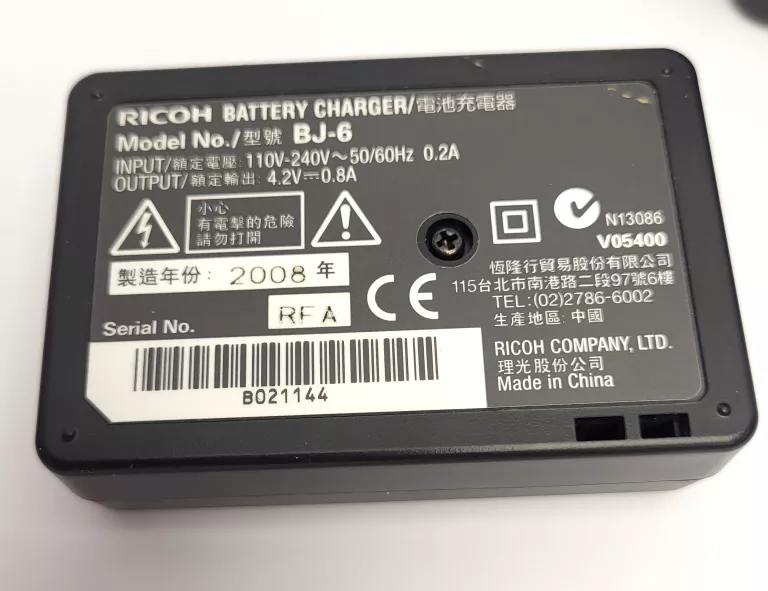 RICOH BATTERY CHARGER/電池充電器
Model No./型號 BJ-6
INPUT/額定電壓: 110V-240V～50/60Hz 0.2A
OUTPUT/額定輸出: 4.2V⎓0.8A
小心
有電擊的危險
請勿打開
N13086
V05400
製造年份: 2008 年
RFA
CE
恆隆行貿易股份有限公司
115台北市南港路二段97號6樓
TEL:(02)2786-6002
生產地區: 中國
Serial No.
B021144
RICOH COMPANY, LTD.
理光股份公司
Made in China